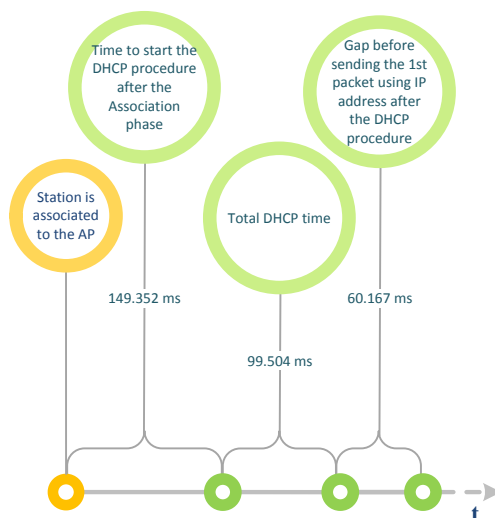 Time to start the
DHCP procedure
after the
Association
phase
Gap before
sending the 1st
packet using IP
address after
the DHCP
procedure
Station is
associated
to the AP
Total DHCP time
149.352 ms
60.167 ms
99.504 ms
t